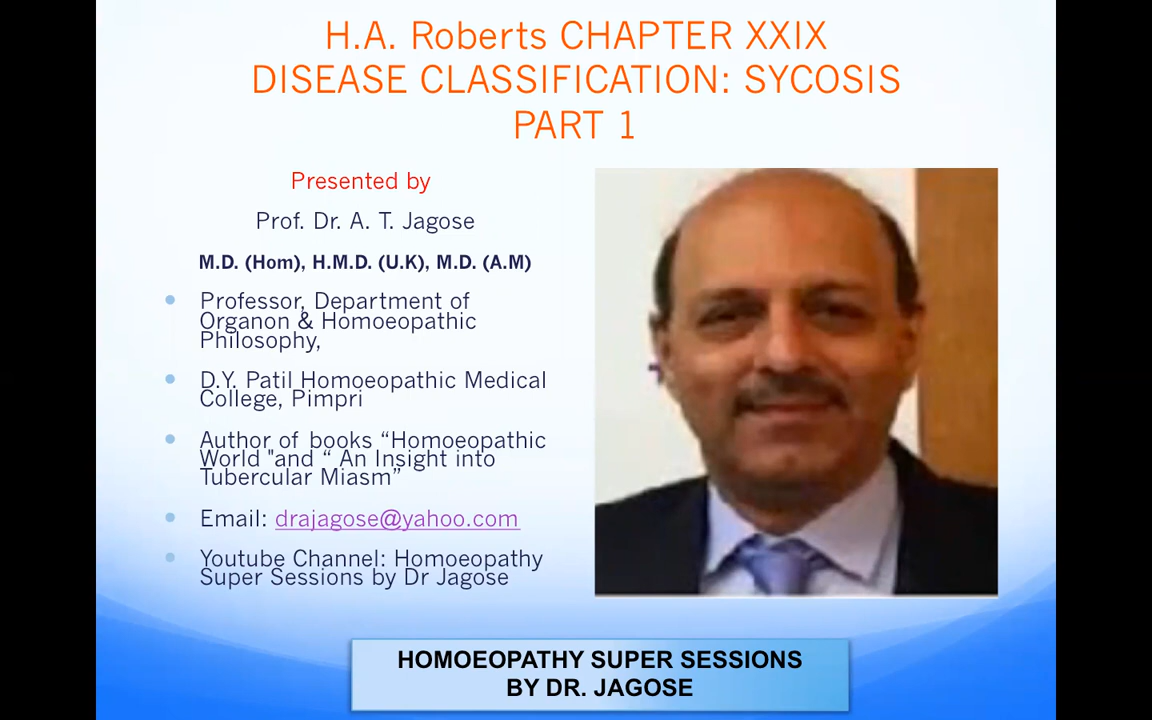 H.A. Roberts CHAPTER XXIX
DISEASE CLASSIFICATION: SYCOSIS
PART 1
Presented by
Prof. Dr. A. T. Jagose
M.D. (Hom), H.M.D. (U.K), M.D. (A.M)
Professor, Department of
Organon & Homoeopathic
Philosophy,
D.Y. Patil Homoeopathic Medical
College, Pimpri
Author of books “Homoeopathic
World "and “ An Insight into
Tubercular Miasm”
Email: drajagose@yahoo.com
Youtube Channel: Homoeopathy
Super Sessions by Dr Jagose
HOMOEOPATHY SUPER SESSIONS
BY DR. JAGOSE